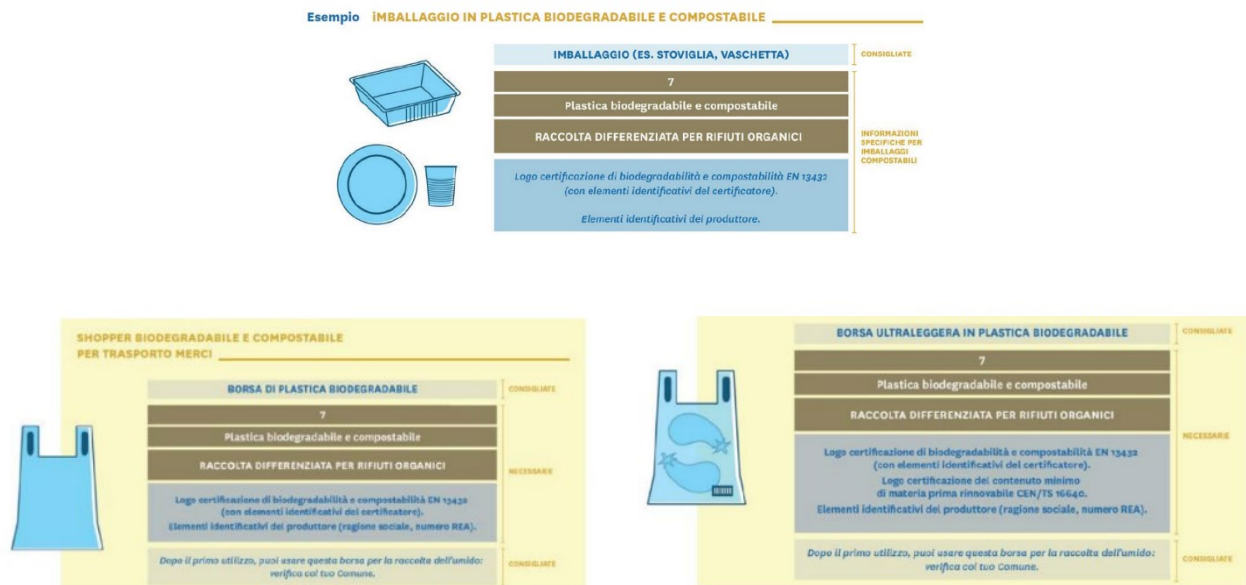 Esempio iMBALLAGGIO IN PLASTICA BIODEGRADABILE E COMPOSTABILE
IMBALLAGGIO (ES. STOVIGLIA, VASCHETTA)
CONSIGLIATE
7
Plastica biodegradabile e compostabile
RACCOLTA DIFFERENZIATA PER RIFIUTI ORGANICI
Logo certificazione di biodegradabilità e compostabilità EN 13432
(con elementi identificativi del certificatore).
Elementi identificativi dei produttore.
INFORMAZIONI
SPECIFICHE PER
IMBALLAGGI
COMPOSTABILI
SHOPPER BIODEGRADABILE E COMPOSTABILE
PER TRASPORTO MERCI
BORSA DI PLASTICA BIODEGRADABILE
CONSIGLIATE
7
Plastica biodegradabile e compostabile
RACCOLTA DIFFERENZIATA PER RIFIUTI ORGANICI
Logo certificazione di biodegradabilità e compostabilità EN 13432
(con elementi identificativi del certificatore).
Elementi identificativi del produttore (ragione sociale, numero REA).
NECESSARIE
Dopo il primo utilizzo, puoi usare questa borsa per la raccolta dell'umido:
verifica col tuo Comune.
CONSIGLIATE
BORSA ULTRALEGGERA IN PLASTICA BIODEGRADABILE
CONSIGLIATE
7
Plastica biodegradabile e compostabile
RACCOLTA DIFFERENZIATA PER RIFIUTI ORGANICI
Logo certificazione di biodegradabilità e compostabilità EN 13432
(con elementi identificativi del certificatore).
Logo certificazione del contenuto minimo
di materia prima rinnovabile CEN/TS 16640.
Elementi identificativi del produttore (ragione sociale, numero REA).
NECESSARIE
Dopo il primo utilizzo, puoi usare questa borsa per la raccolta dell'umido:
verifica col tuo Comune.
CONSIGLIATE